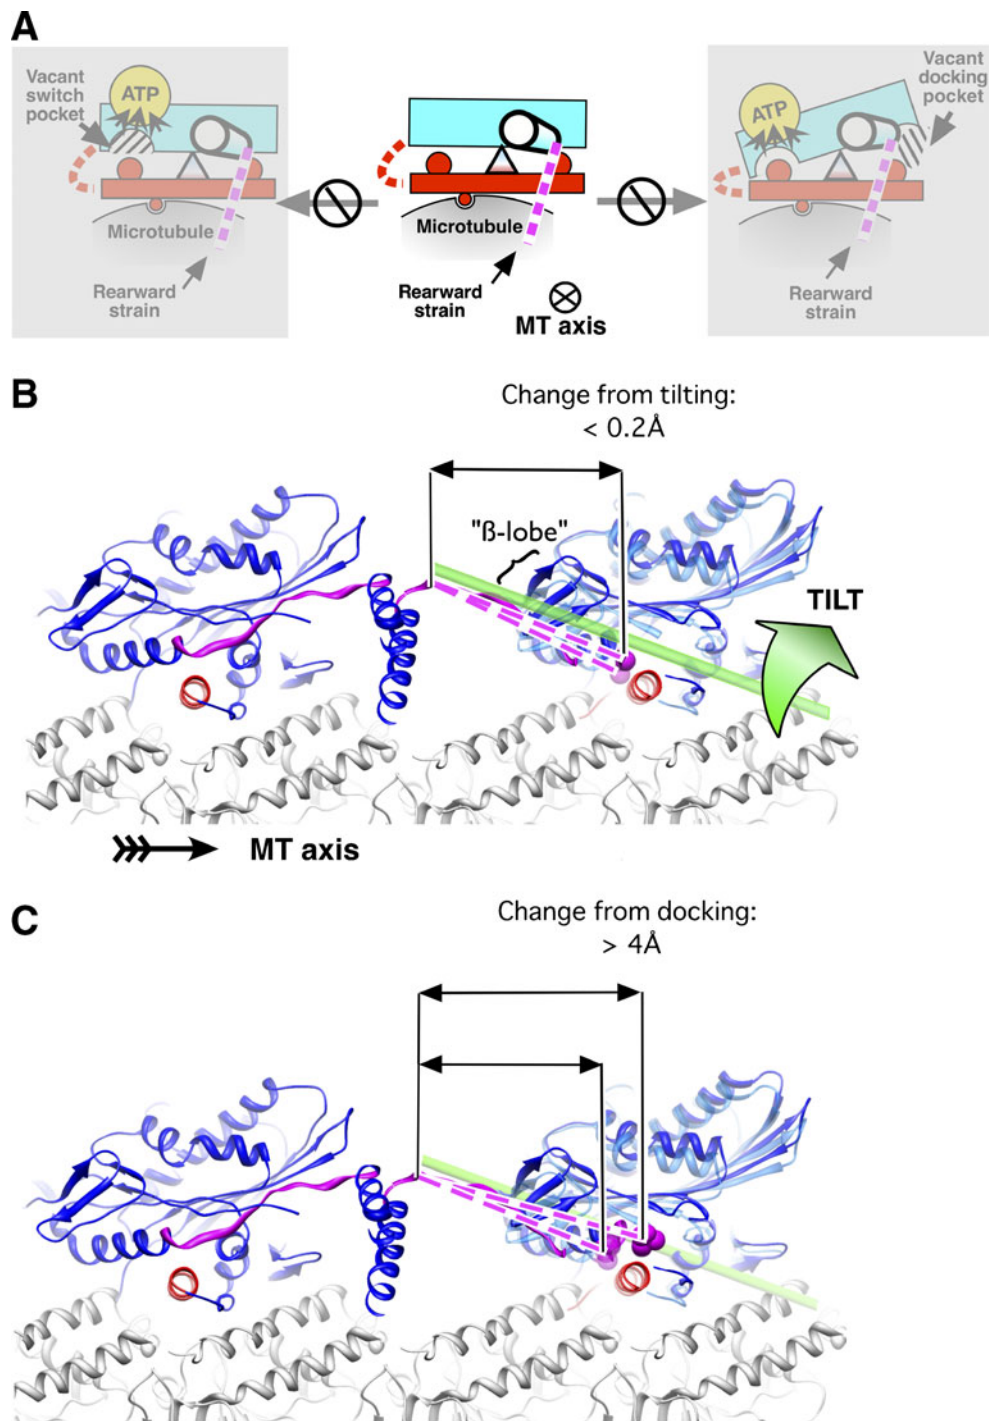 A
Vacant
switch
pocket
ATP
Microtubule
Rearward
strain
Microtubule
Rearward
strain
MT axis
Vacant
docking
pocket
ATP
Rearward
strain
B
Change from tilting:
< 0.2Å
"ß-lobe"
TILT
MT axis
C
Change from docking:
> 4Å